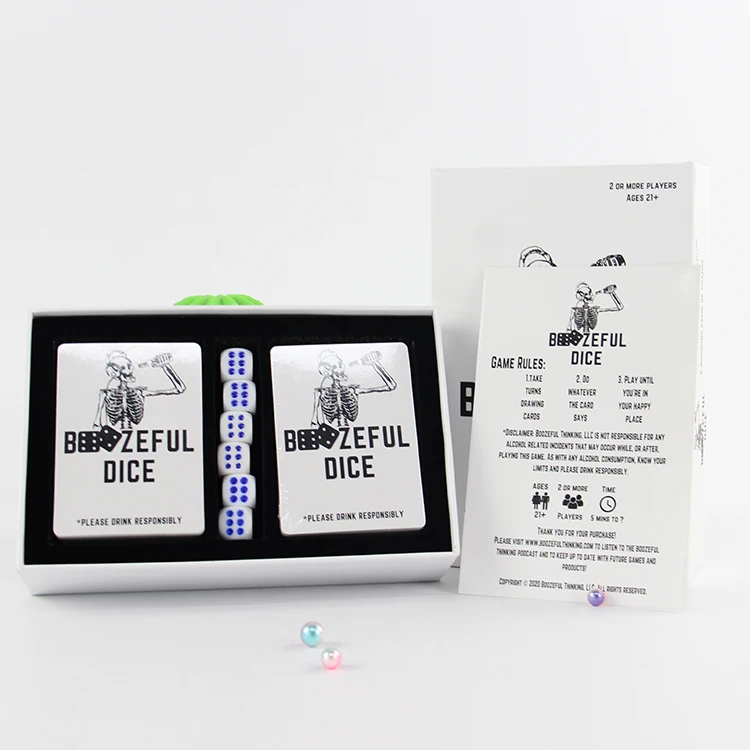 2 OR MORE PLAYERS
AGES 21+
BOOZEFUL
DICE
*PLEASE DRINK RESPONSIBLY
BOOZEFUL
DICE
*PLEASE DRINK RESPONSIBLY
BOOZEFUL
DICE
GAME RULES:
1.TAKE
TURNS
DRAWING
CARDS
2. DO
WHATEVER
THE CARD
SAYS
3. PLAY UNTIL
YOU'RE IN
YOUR HAPPY
PLACE
*DISCLAIMER: BOOZEFUL THINKING, LLC IS NOT RESPONSIBLE FOR ANY
ALCOHOL RELATED INCIDENTS THAT MAY OCCUR WHILE, OR AFTER,
PLAYING THIS GAME. AS WITH ANY ALCOHOL CONSUMPTION, KNOW YOUR
LIMITS AND PLEASE DRINK RESPONSIBLY.
AGES
21+
2 OR MORE
PLAYERS
TIME
5 MINS TO ?
THANK YOU FOR YOUR PURCHASE!
PLEASE VISIT WWW.BOOZEFULTHINKING.COM TO LISTEN TO THE BOOZEFUL
THINKING PODCAST AND TO KEEP UP TO DATE WITH FUTURE GAMES AND
PRODUCTS!
COPYRIGHT © 2020 BOOZEFUL THINKING, LLC. ALL RIGHTS RESERVED.